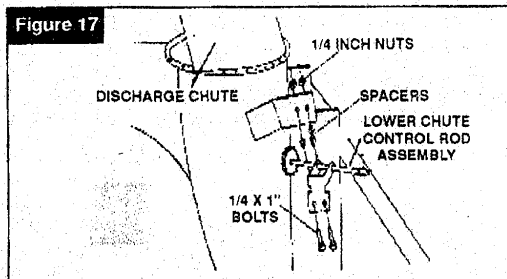 Figure 17
1/4 INCH NUTS
DISCHARGE CHUTE
SPACERS
LOWER CHUTE
CONTROL ROD
ASSEMBLY
1/4 X 1"
BOLTS